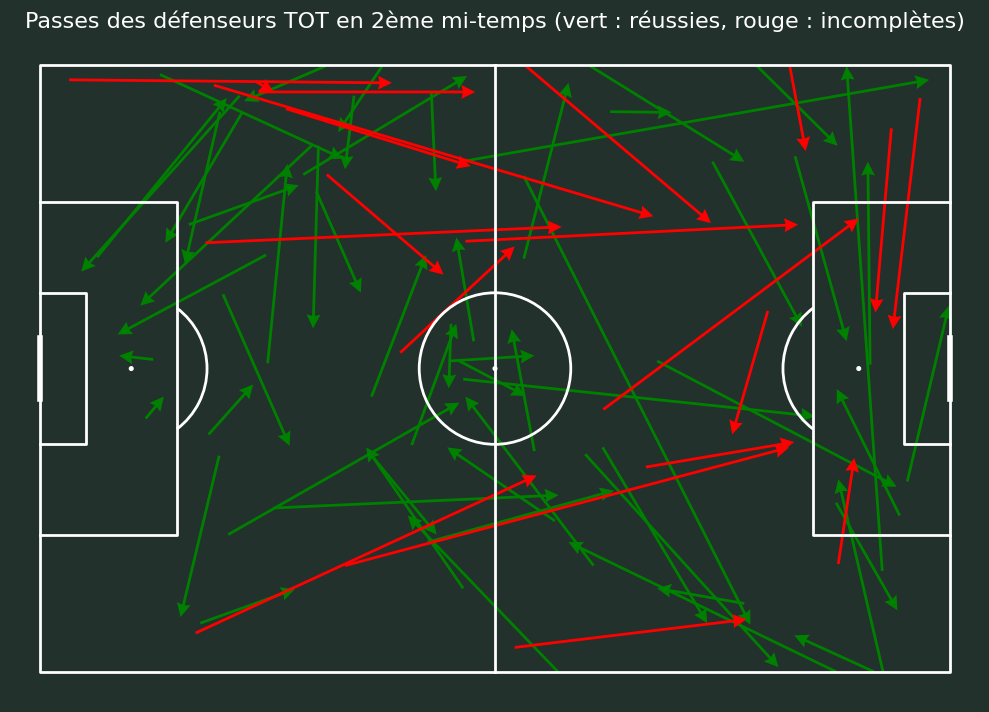 Passes des défenseurs TOT en 2ème mi-temps (vert : réussies, rouge : incomplètes)